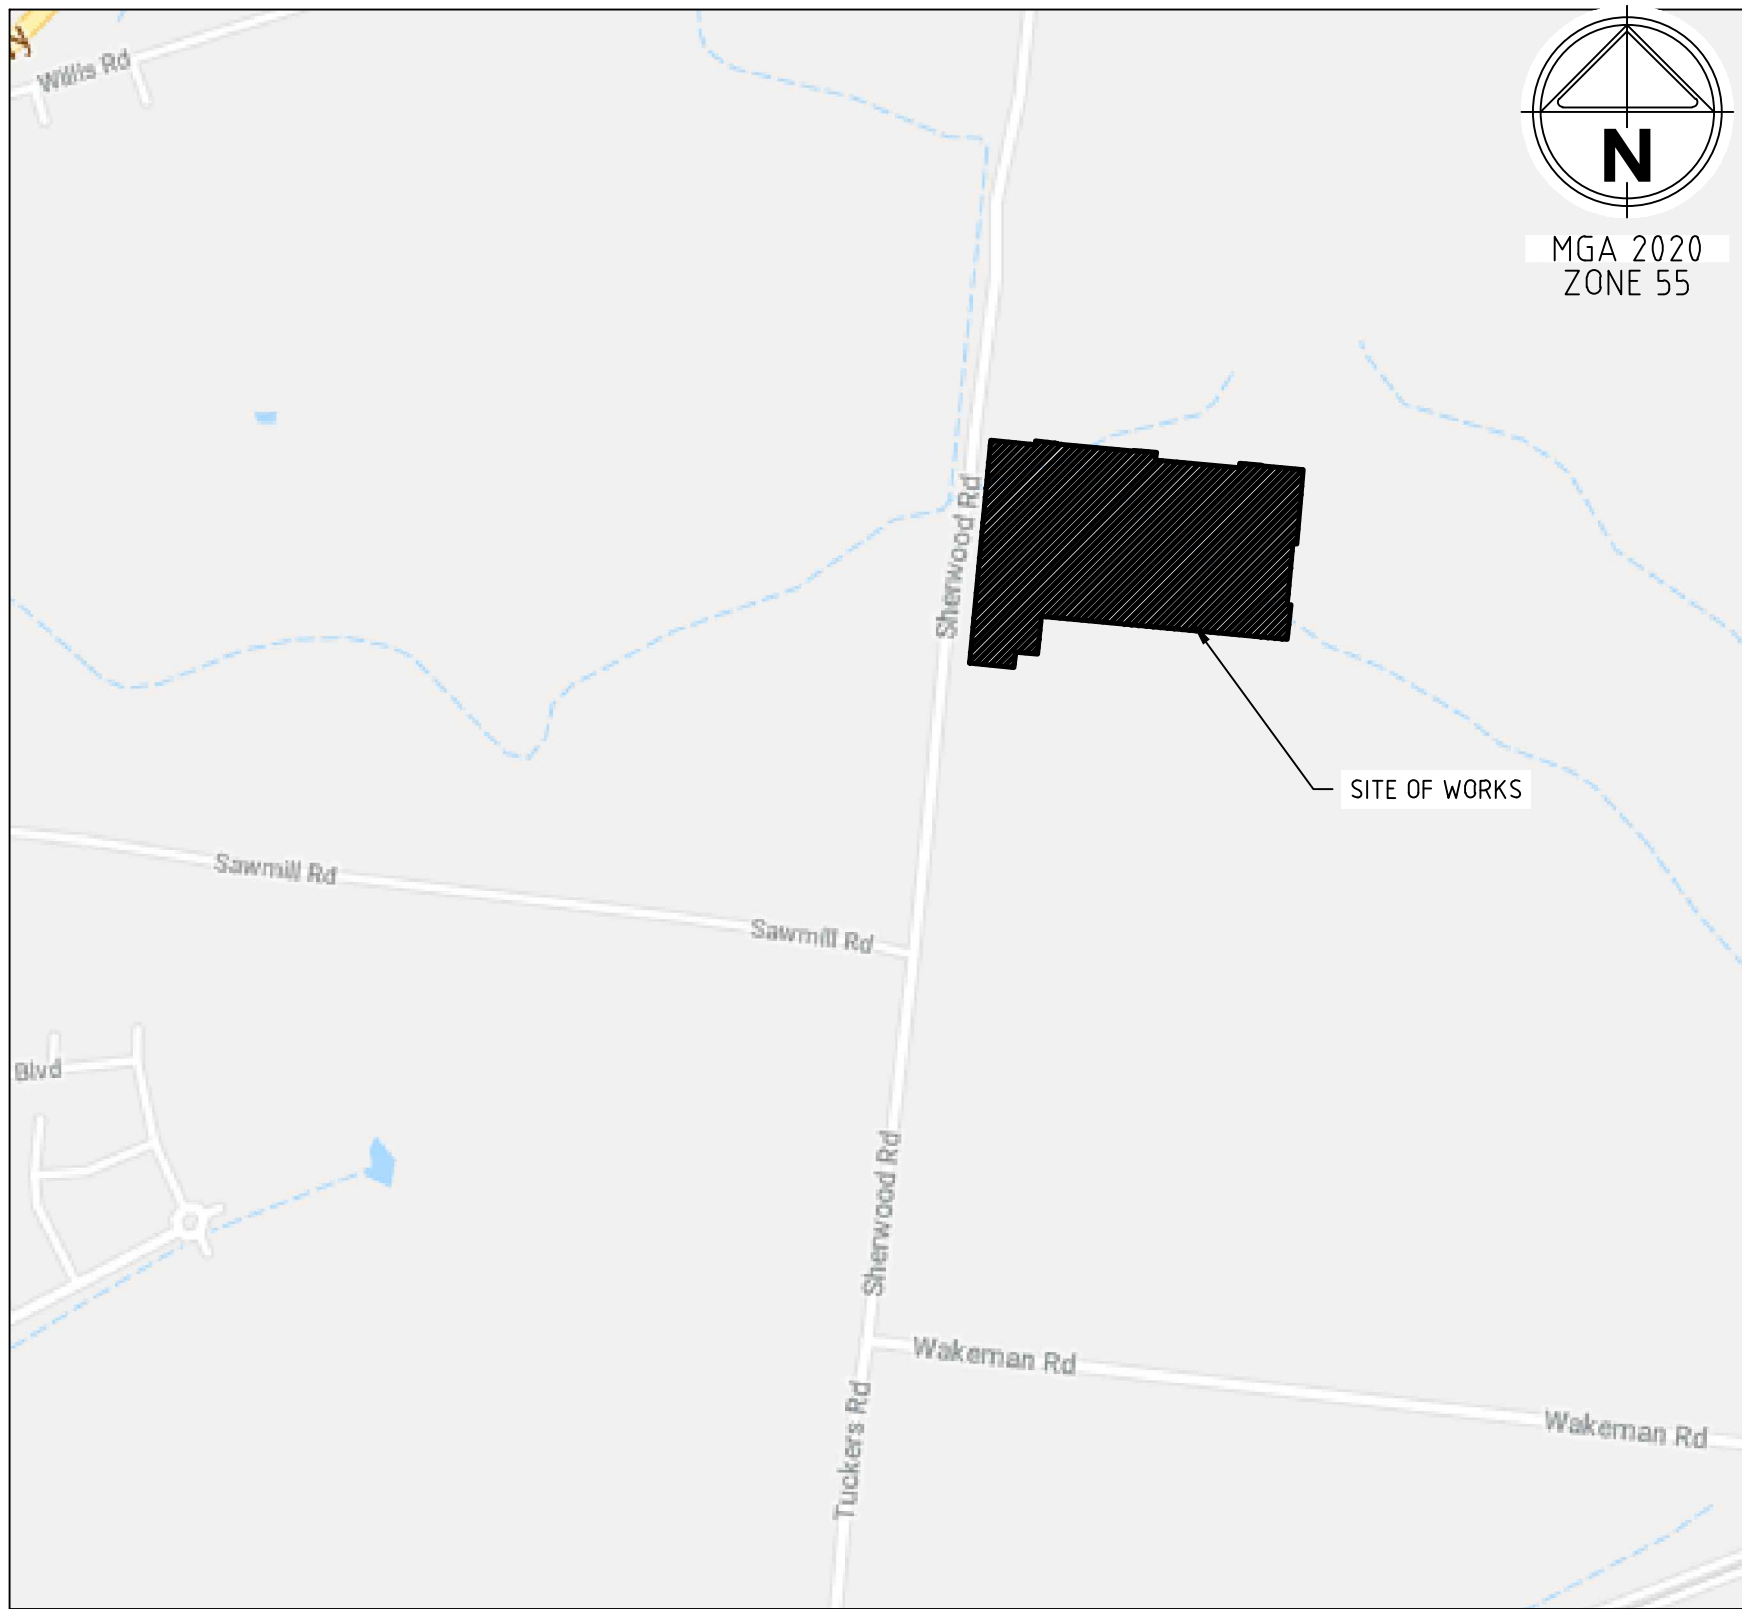 y
Willis Rd
N
MGA 2020
ZONE 55
Sherwood Rd
SITE OF WORKS
Sawmill Rd
Sawmill Rd
Blvd
Sherwood Rd
Wakeman Rd
Tuckers Rd
Wakeman Rd